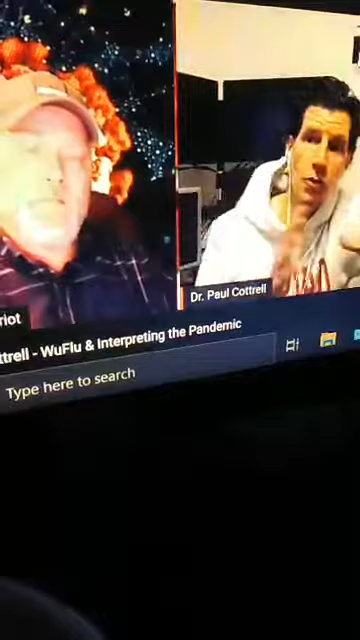 riot
Dr. Paul Cottrell
ttrell - WuFlu & Interpreting the Pandemic
Type here to search